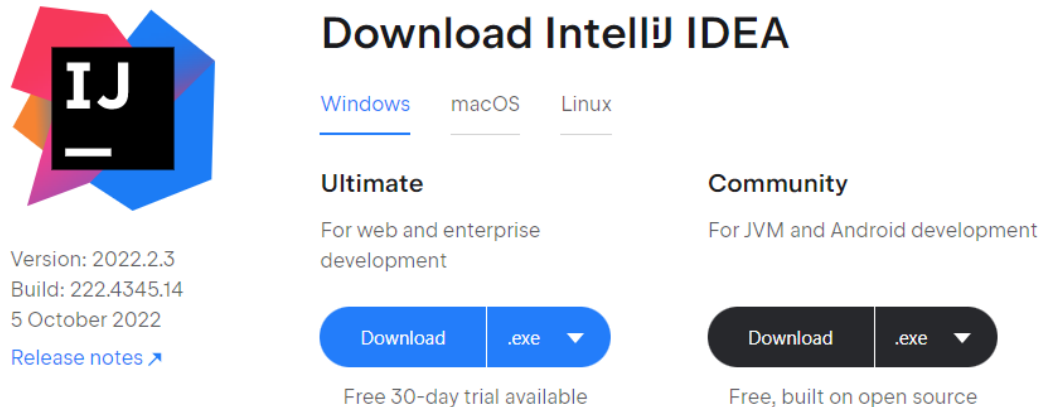 IJ
Download IntelliJ IDEA
Windows macOS Linux
Ultimate
For web and enterprise
development
Download .exe
Free 30-day trial available
Community
For JVM and Android development
Download .exe
Free, built on open source
Version: 2022.2.3
Build: 222.4345.14
5 October 2022
Release notes ↗